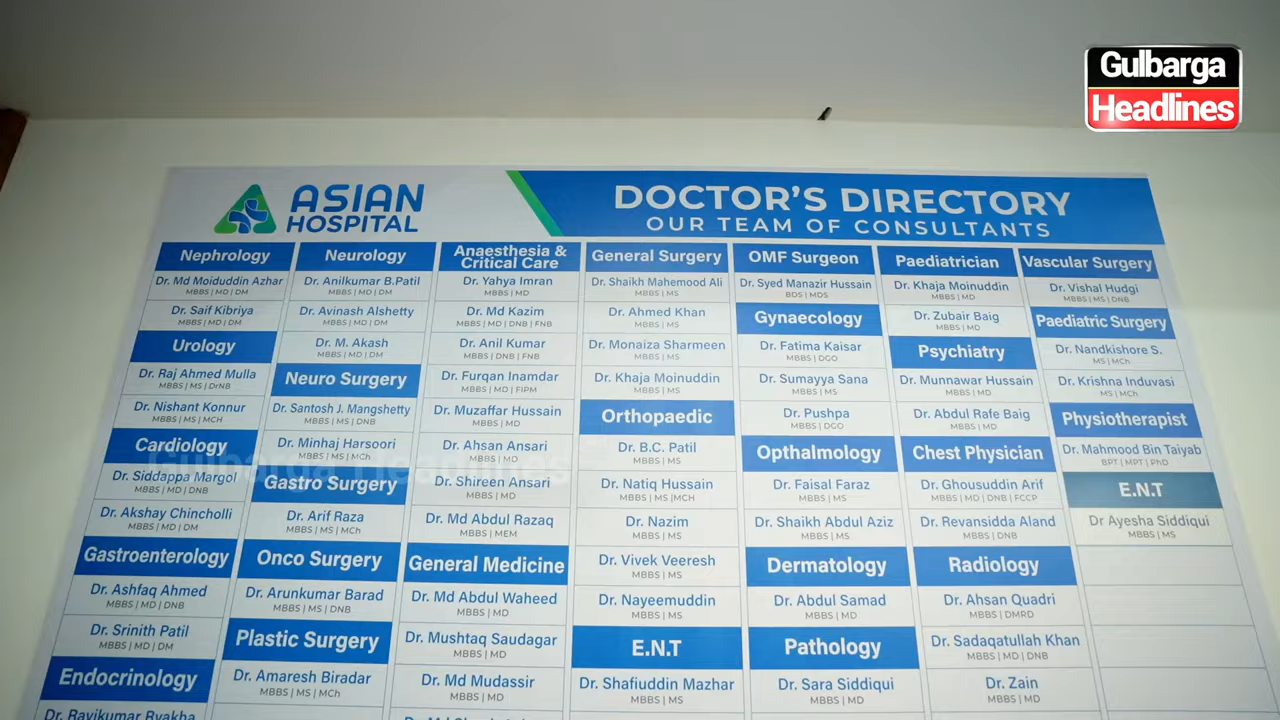 Gulbarga
Headlines
ASIAN
HOSPITAL
DOCTOR'S DIRECTORY
OUR TEAM OF CONSULTANTS
Nephrology
Dr. Md Moiduddin Azhar
MBBS | MD | DM
Dr. Saif Kibriya
MBBS | MD | DM
Urology
Dr. Raj Ahmed Mulla
MBBS | MS | DrNB
Dr. Nishant Konnur
MBBS | MS | MCH
Cardiology
Dr. Siddappa Margol
MBBS | MD | DNB
Dr. Akshay Chincholli
MBBS | MD | DM
Gastroenterology
Dr. Ashfaq Ahmed
MBBS | MD | DNB
Dr. Srinith Patil
MBBS | MD | DM
Endocrinology
Dr. Ravikumar Byakha
Neurology
Dr. Anilkumar B.Patil
MBBS | MD | DM
Dr. Avinash Alshetty
MBBS | MD | DM
Dr. M. Akash
MBBS | MD | DM
Neuro Surgery
Dr. Santosh J. Mangshetty
MBBS | MS | DNB
Dr. Minhaj Harsoori
MBBS | MS | MCh
Gastro Surgery
Dr. Arif Raza
MBBS | MS | MCh
Onco Surgery
Dr. Arunkumar Barad
MBBS | MS | DNB
Plastic Surgery
Dr. Amaresh Biradar
MBBS | MS | MCh
Anaesthesia &
Critical Care
Dr. Yahya Imran
MBBS | MD
Dr. Md Kazim
MBBS | MD | DNB | FNB
Dr. Anil Kumar
MBBS | DNB | FNB
Dr. Furqan Inamdar
MBBS | MD | FIPM
Dr. Muzaffar Hussain
MBBS | MD
Dr. Ahsan Ansari
MBBS | MD
Dr. Shireen Ansari
MBBS | MD
Dr. Md Abdul Razaq
MBBS | MEM
General Medicine
Dr. Md Abdul Waheed
MBBS | MD
Dr. Mushtaq Saudagar
MBBS | MD
Dr. Md Mudassir
MBBS | MD
General Surgery
Dr. Shaikh Mahemood Ali
MBBS | MS
Dr. Ahmed Khan
MBBS | MS
Dr. Monaiza Sharmeen
MBBS | MS
Dr. Khaja Moinuddin
MBBS | MS
Orthopaedic
Dr. B.C. Patil
MBBS | MS
Dr. Natiq Hussain
MBBS | MS |MCH
Dr. Nazim
MBBS | MS
Dr. Vivek Veeresh
MBBS | MS
Dr. Nayeemuddin
MBBS | MS
E.N.T
Dr. Shafiuddin Mazhar
MBBS | MS
OMF Surgeon
Dr. Syed Manazir Hussain
BDS | MDS
Gynaecology
Dr. Fatima Kaisar
MBBS | DGO
Dr. Sumayya Sana
MBBS | MS
Dr. Pushpa
MBBS | DGO
Opthalmology
Dr. Faisal Faraz
MBBS | MS
Dr. Shaikh Abdul Aziz
MBBS | MS
Dermatology
Dr. Abdul Samad
MBBS | MD
Pathology
Dr. Sara Siddiqui
MBBS | MD
Paediatrician
Dr. Khaja Moinuddin
MBBS | MD
Dr. Zubair Baig
MBBS | MD
Psychiatry
Dr. Munnawar Hussain
MBBS | MD
Dr. Abdul Rafe Baig
MBBS | MD
Chest Physician
Dr. Ghousuddin Arif
MBBS | MD | DNB | FCCP
Dr. Revansidda Aland
MBBS | DNB
Radiology
Dr. Ahsan Quadri
MBBS | DMRD
Dr. Sadaqatullah Khan
MBBS | MD | DNB
Dr. Zain
MBBS | MD
Vascular Surgery
Dr. Vishal Hudgi
MBBS | MS | DNB
Paediatric Surgery
Dr. Nandkishore S.
MS | MCh
Dr. Krishna Induvasi
MS | MCh
Physiotherapist
Dr. Mahmood Bin Taiyab
BPT | MPT | PhD
E.N.T
Dr Ayesha Siddiqui
MBBS | MS
Gulbarga Headlines